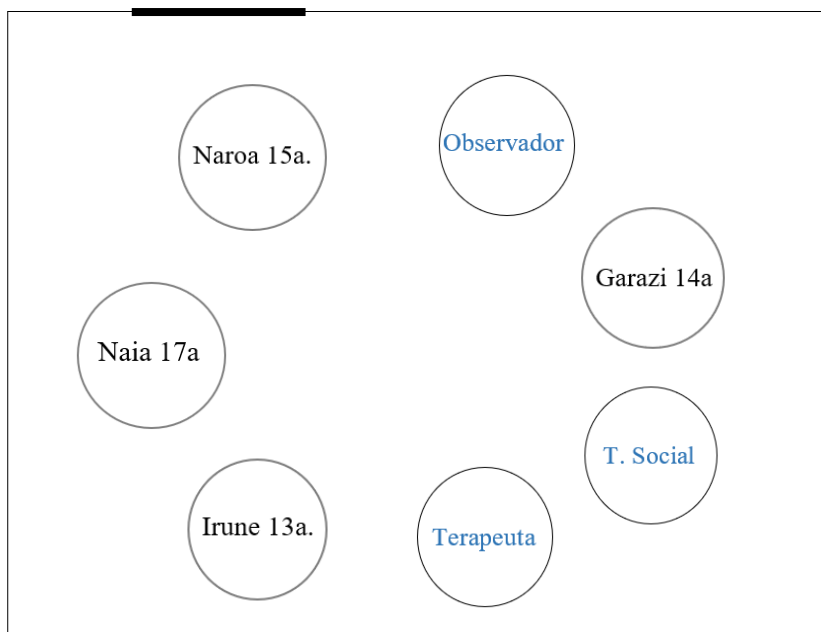 Observador
Naroa 15a.
Garazi 14a
Naia 17a
T. Social
Irune 13a.
Terapeuta